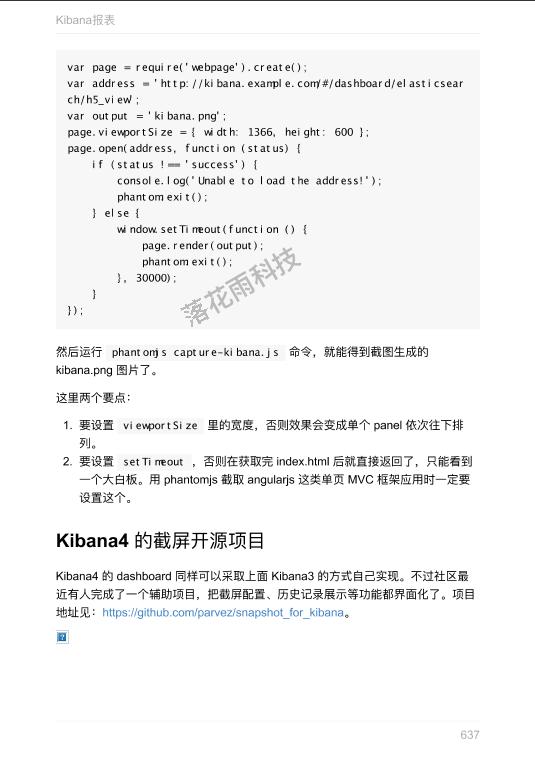 Kibana报表
var page = require('webpage').create();
var address = 'http://kibana.example.com/#/dashboard/elasticsear
ch/h5_view';
var output = 'kibana.png';
page.viewportSize = { width: 1366, height: 600 };
page.open(address, function (status) {
    if (status !== 'success') {
        console.log('Unable to load the address!');
        phantom.exit();
    } else {
        window.setTimeout(function () {
            page.render(output);
            phantom.exit();
        }, 30000);
    }
});
落花雨科技
然后运行 phantomjs capture-kibana.js 命令，就能得到截图生成的
kibana.png 图片了。
这里两个要点：
1. 要设置 viewportSize 里的宽度，否则效果会变成单个 panel 依次往下排
列。
2. 要设置 setTimeout ，否则在获取完 index.html 后就直接返回了，只能看到
一个大白板。用 phantomjs 截取 angularjs 这类单页 MVC 框架应用时一定要
设置这个。
Kibana4 的截屏开源项目
Kibana4 的 dashboard 同样可以采取上面 Kibana3 的方式自己实现。不过社区最
近有人完成了一个辅助项目，把截屏配置、历史记录展示等功能都界面化了。项目
地址见：https://github.com/parvez/snapshot_for_kibana。
637